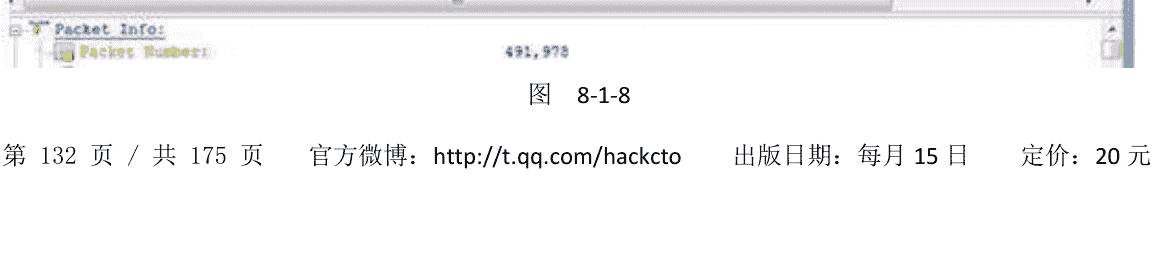 Packet Info:
Packet Number: 491,978
图 8-1-8
第 132 页 / 共 175 页 官方微博：http://t.qq.com/hackcto 出版日期：每月 15 日 定价：20 元